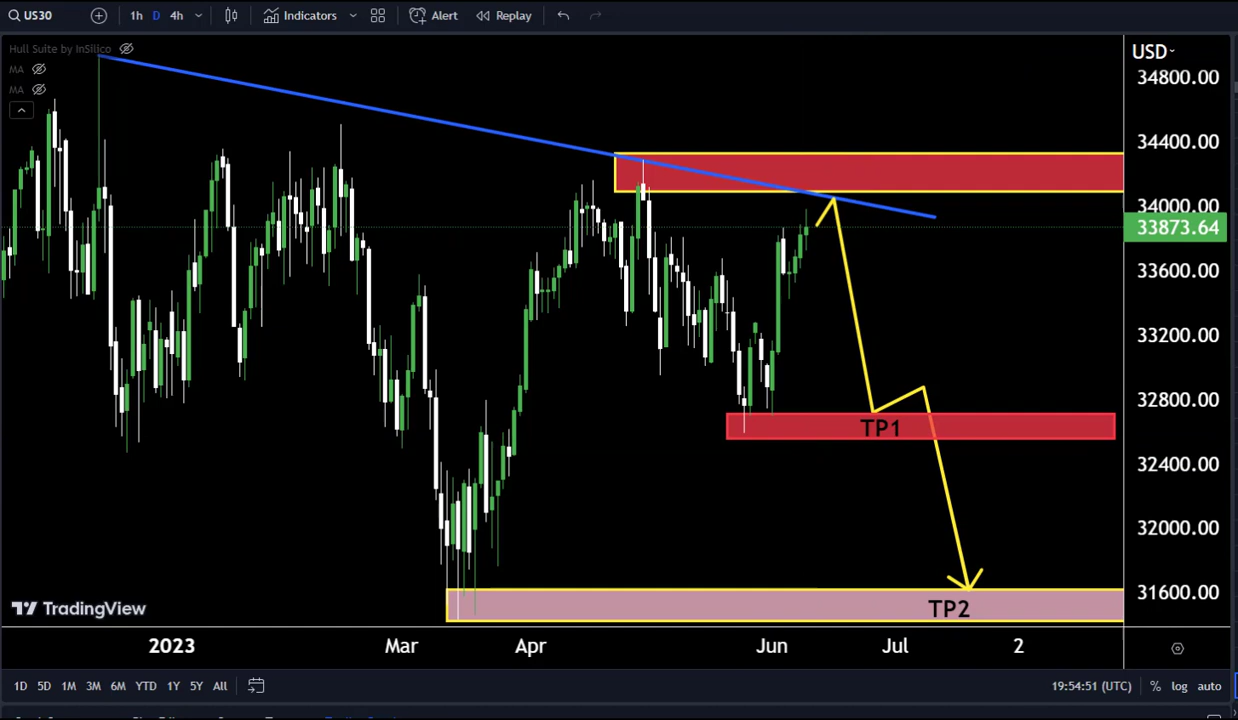 US30 1h D 4h Indicators Alert Replay
Hull Suite by InSilico
MA
MA
USD
34800.00
34400.00
34000.00
33873.64
33600.00
33200.00
32800.00
TP1
32400.00
32000.00
31600.00
TP2
TradingView
2023 Mar Apr Jun Jul 2
1D 5D 1M 3M 6M YTD 1Y 5Y All 19:54:51 (UTC) % log auto